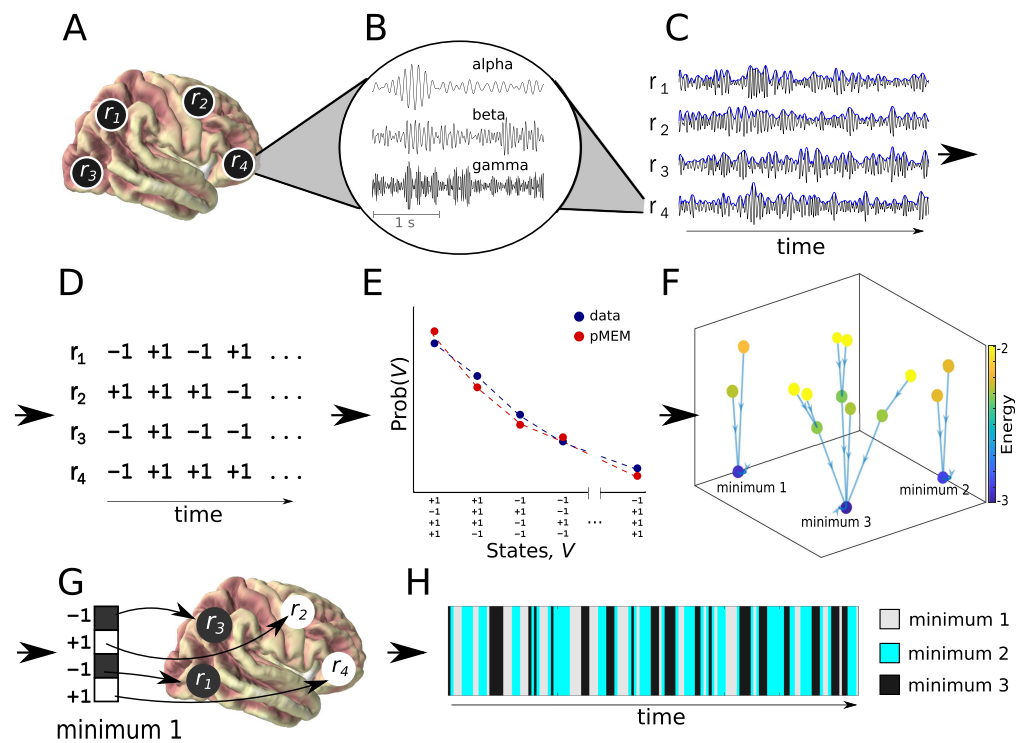 A
r1
r2
r3
r4
B
alpha
beta
gamma
1 s
C
r1
r2
r3
r4
time
D
r1 −1 +1 −1 +1 ...
r2 +1 +1 +1 −1 ...
r3 −1 +1 −1 −1 ...
r4 −1 +1 +1 +1 ...
time
E
data
pMEM
Prob(V)
+1 +1 −1 −1 −1
−1 +1 −1 −1 +1
+1 +1 +1 +1 ... +1
+1 −1 −1 −1 +1
States, V
F
minimum 1
minimum 2
minimum 3
-2
Energy
-3
G
−1
+1
−1
+1
r3
r2
r1
r4
minimum 1
H
minimum 1
minimum 2
minimum 3
time